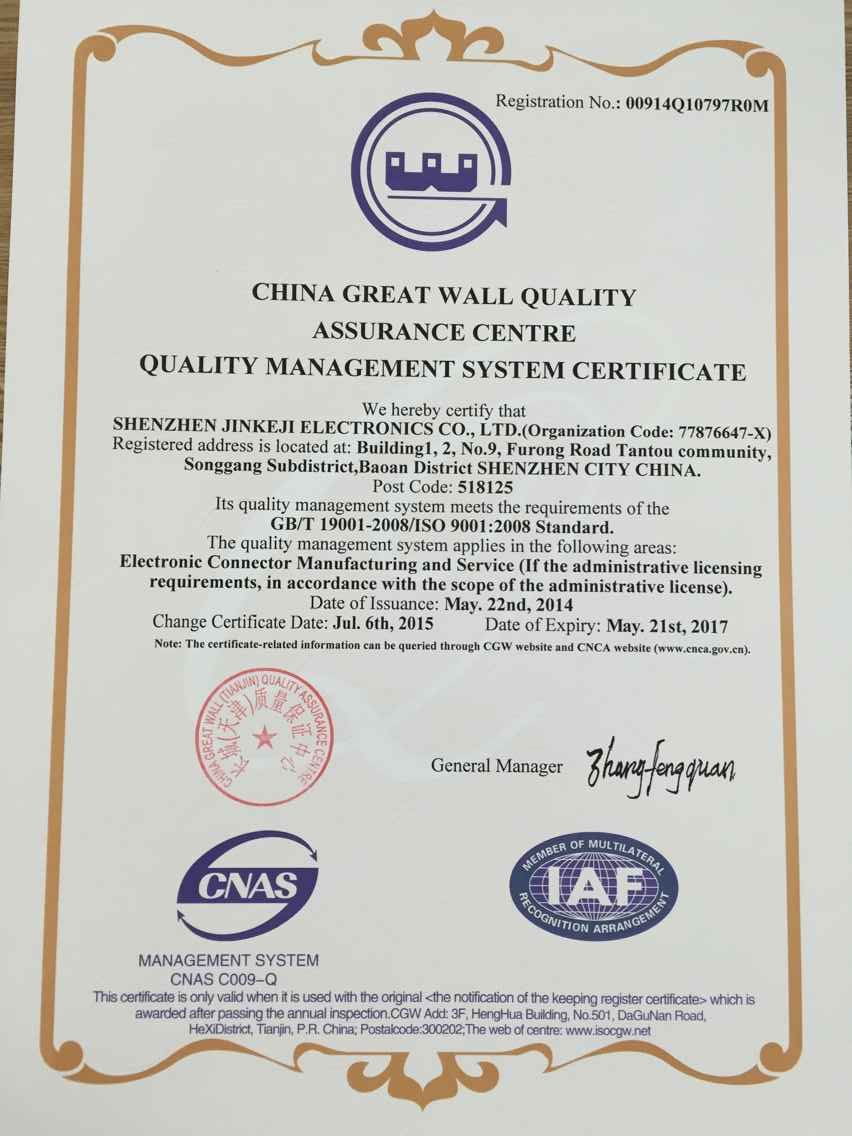 Registration No.: 00914Q10797R0M
CHINA GREAT WALL QUALITY
ASSURANCE CENTRE
QUALITY MANAGEMENT SYSTEM CERTIFICATE
We hereby certify that
SHENZHEN JINKEJI ELECTRONICS CO., LTD.(Organization Code: 77876647-X)
Registered address is located at: Building1, 2, No.9, Furong Road Tantou community,
Songgang Subdistrict,Baoan District SHENZHEN CITY CHINA.
Post Code: 518125
Its quality management system meets the requirements of the
GB/T 19001-2008/ISO 9001:2008 Standard.
The quality management system applies in the following areas:
Electronic Connector Manufacturing and Service (If the administrative licensing
requirements, in accordance with the scope of the administrative license).
Date of Issuance: May. 22nd, 2014
Change Certificate Date: Jul. 6th, 2015 Date of Expiry: May. 21st, 2017
Note: The certificate-related information can be queried through CGW website and CNCA website (www.cnca.gov.cn).
CHINA GREAT WALL (TIANJIN) QUALITY ASSURANCE CENTRE
长城(天津)质量保证中心
General Manager Zhangfengquan
CNAS
MEMBER OF MULTILATERAL
IAF
RECOGNITION ARRANGEMENT
MANAGEMENT SYSTEM
CNAS C009-Q
This certificate is only valid when it is used with the original <the notification of the keeping register certificate> which is
awarded after passing the annual inspection.CGW Add: 3F, HengHua Building, No.501, DaGuNan Road,
HeXiDistrict, Tianjin, P.R. China; Postalcode:300202;The web of centre: www.isocgw.net